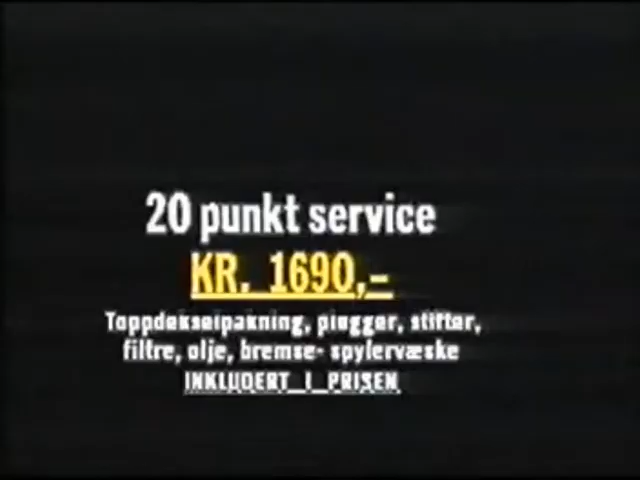 20 punkt service
KR. 1690,-
Toppdekselpakning, plugger, stifter,
filtre, olje, bremse- spylervæske
INKLUDERT I PRISEN